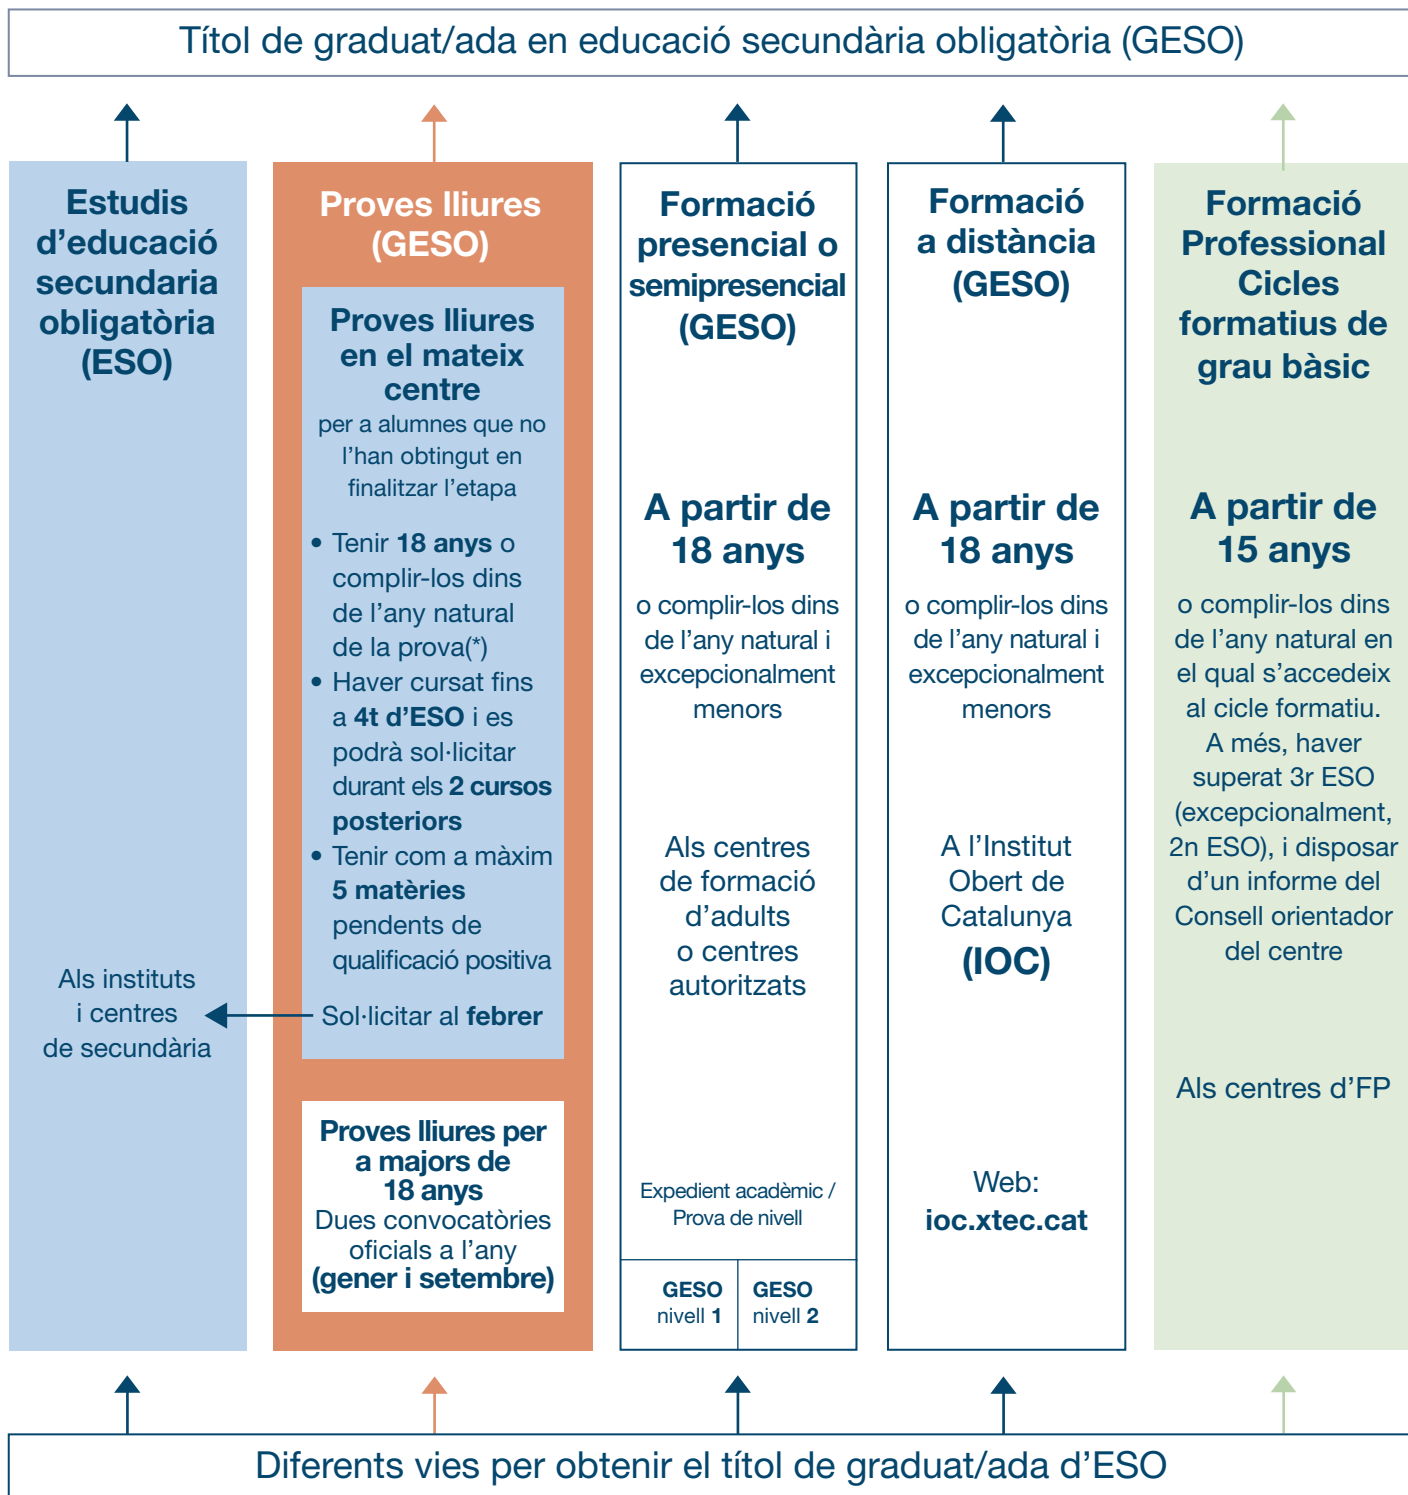 Títol de graduat/ada en educació secundària obligatòria (GESO)
Estudis
d’educació
secundaria
obligatòria
(ESO)
Als instituts
i centres
de secundària
Proves lliures
(GESO)
Proves lliures
en el mateix
centre
per a alumnes que no
l’han obtingut en
finalitzar l’etapa
• Tenir 18 anys o
complir-los dins
de l’any natural
de la prova(*)
• Haver cursat fins
a 4t d’ESO i es
podrà sol·licitar
durant els 2 cursos
posteriors
• Tenir com a màxim
5 matèries
pendents de
qualificació positiva
Sol·licitar al febrer
Proves lliures per
a majors de
18 anys
Dues convocatòries
oficials a l’any
(gener i setembre)
Formació
presencial o
semipresencial
(GESO)
A partir de
18 anys
o complir-los dins
de l’any natural i
excepcionalment
menors
Als centres
de formació
d’adults
o centres
autoritzats
Expedient acadèmic /
Prova de nivell
GESO
nivell 1
GESO
nivell 2
Formació
a distància
(GESO)
A partir de
18 anys
o complir-los dins
de l’any natural i
excepcionalment
menors
A l’Institut
Obert de
Catalunya
(IOC)
Web:
ioc.xtec.cat
Formació
Professional
Cicles
formatius de
grau bàsic
A partir de
15 anys
o complir-los dins
de l’any natural en
el qual s’accedeix
al cicle formatiu.
A més, haver
superat 3r ESO
(excepcionalment,
2n ESO), i disposar
d’un informe del
Consell orientador
del centre
Als centres d’FP
Diferents vies per obtenir el títol de graduat/ada d’ESO